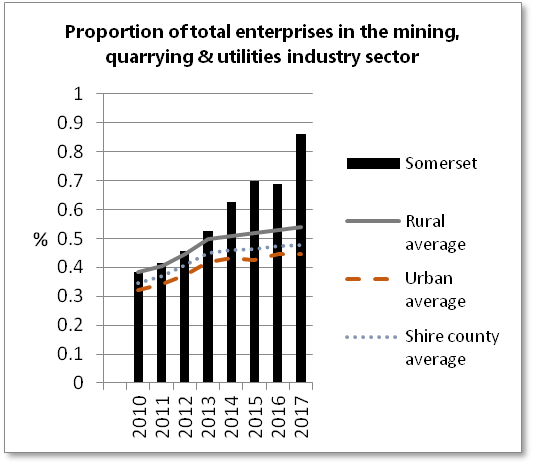 Proportion of total enterprises in the mining,
quarrying & utilities industry sector
1
0.9
0.8
0.7
0.6
0.5
0.4
0.3
0.2
0.1
0
%
2010
2011
2012
2013
2014
2015
2016
2017
Somerset
Rural
average
Urban
average
Shire county
average